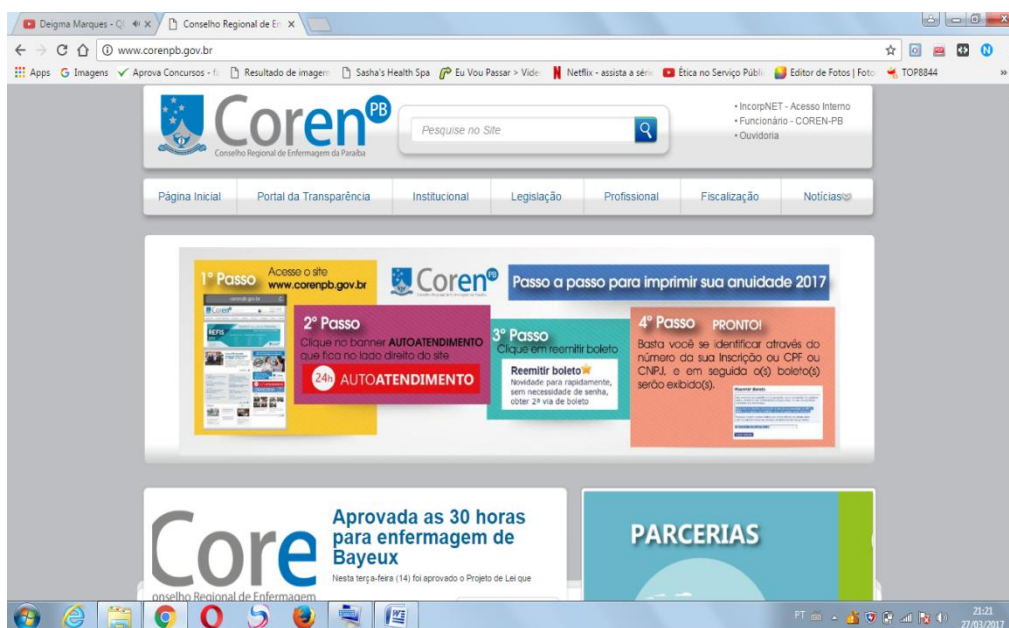 Deigma Marques - Q
Conselho Regional de En
www.corenpb.gov.br
Apps
Imagens
Aprova Concursos - f
Resultado de imagem
Sasha's Health Spa
Eu Vou Passar > Vide
Netflix - assista a séri
Ética no Serviço Públi
Editor de Fotos | Foto
TOP8844
»
Coren PB
Conselho Regional de Enfermagem da Paraíba
Pesquise no Site
• IncorpNET - Acesso Interno
• Funcionário - COREN-PB
• Ouvidoria
Página Inicial
Portal da Transparência
Institucional
Legislação
Profissional
Fiscalização
Notícias
1º Passo
Acesse o site
www.corenpb.gov.br
Coren PB
Passo a passo para imprimir sua anuidade 2017
2º Passo
Clique no banner AUTOATENDIMENTO
que fica no lado direito do site
24h AUTOATENDIMENTO
3º Passo
Clique em reemitir boleto
Reemitir boleto
Novidade para rapidamente,
sem necessidade de senha,
obter 2ª via de boleto
4º Passo PRONTO!
Basta você se identificar através do
número da sua Inscrição ou CPF ou
CNPJ, e em seguida o(s) boleto(s)
serão exibido(s).
Reemitir Boleto
Core
onselho Regional de Enfermagem
Aprovada as 30 horas
para enfermagem de
Bayeux
Nesta terça-feira (14) foi aprovado o Projeto de Lei que
PARCERIAS
PT
21:21
27/03/2017